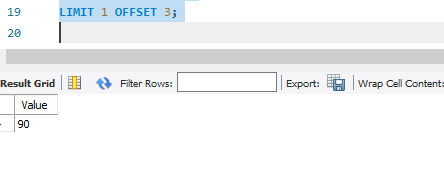 19 LIMIT 1 OFFSET 3;
20
Result Grid Filter Rows: Export: Wrap Cell Content:
Value
90